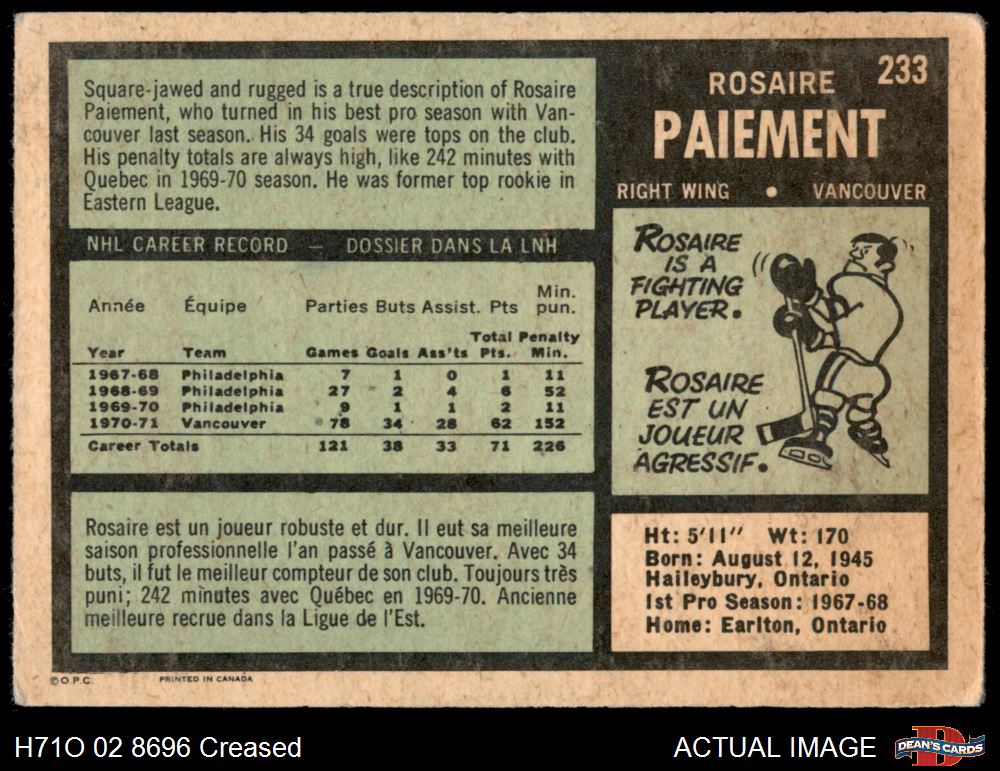 ROSAIRE 233
PAIEMENT
RIGHT WING • VANCOUVER
Square-jawed and rugged is a true description of Rosaire
Paiement, who turned in his best pro season with Van-
couver last season. His 34 goals were tops on the club.
His penalty totals are always high, like 242 minutes with
Quebec in 1969-70 season. He was former top rookie in
Eastern League.
NHL CAREER RECORD — DOSSIER DANS LA LNH
Année Équipe Parties Buts Assist. Pts Min. pun.
Year Team Games Goals Ass'ts Total Pts. Penalty Min.
1967-68 Philadelphia 7 1 0 1 11
1968-69 Philadelphia 27 2 4 6 52
1969-70 Philadelphia 9 1 1 2 11
1970-71 Vancouver 78 34 28 62 152
Career Totals 121 38 33 71 226
Rosaire est un joueur robuste et dur. Il eut sa meilleure
saison professionnelle l'an passé à Vancouver. Avec 34
buts, il fut le meilleur compteur de son club. Toujours très
puni; 242 minutes avec Québec en 1969-70. Ancienne
meilleure recrue dans la Ligue de l'Est.
ROSAIRE
IS A
FIGHTING
PLAYER.
ROSAIRE
EST UN
JOUEUR
AGRESSIF.
Ht: 5'11" Wt: 170
Born: August 12, 1945
Haileybury, Ontario
1st Pro Season: 1967-68
Home: Earlton, Ontario
© O.P.C. PRINTED IN CANADA
H71O 02 8696 Creased
ACTUAL IMAGE
D
DEAN'S CARDS